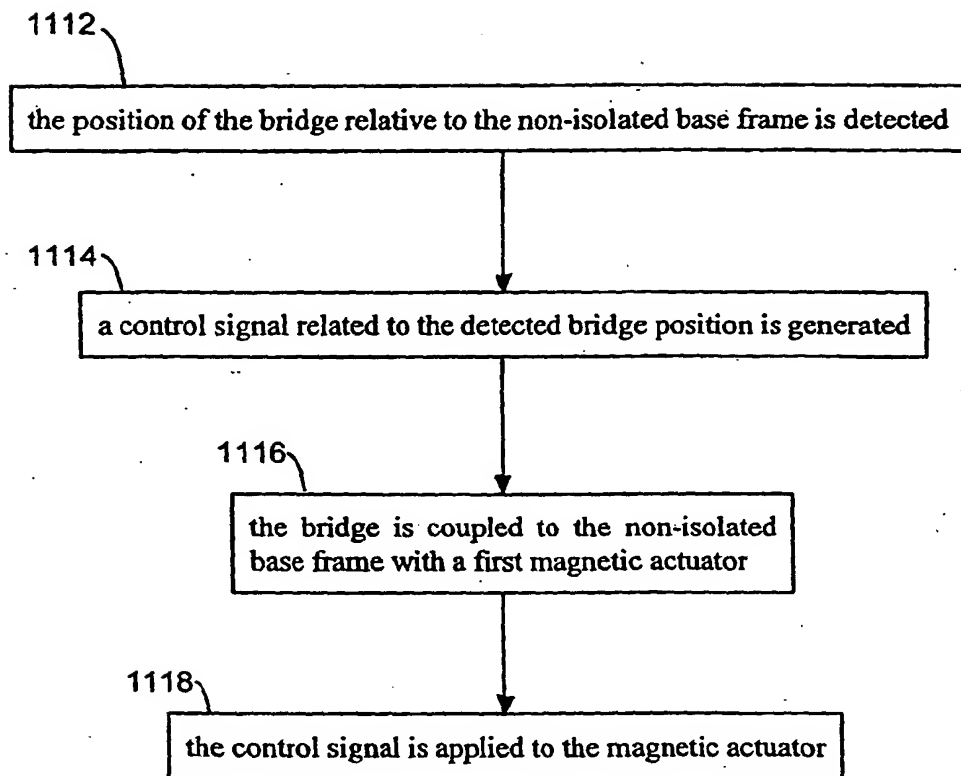 1112
the position of the bridge relative to the non-isolated base frame is detected
1114
a control signal related to the detected bridge position is generated
1116
the bridge is coupled to the non-isolated
base frame with a first magnetic actuator
1118
the control signal is applied to the magnetic actuator